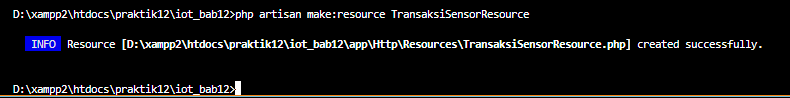 D:\xampp2\htdocs\praktik12\iot_bab12>php artisan make:resource TransaksiSensorResource
INFO Resource [D:\xampp2\htdocs\praktik12\iot_bab12\app\Http\Resources\TransaksiSensorResource.php] created successfully.
D:\xampp2\htdocs\praktik12\iot_bab12>